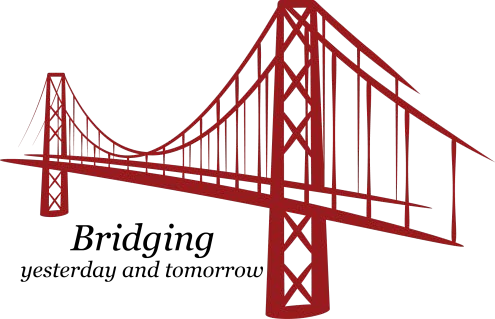 Bridging
yesterday and tomorrow